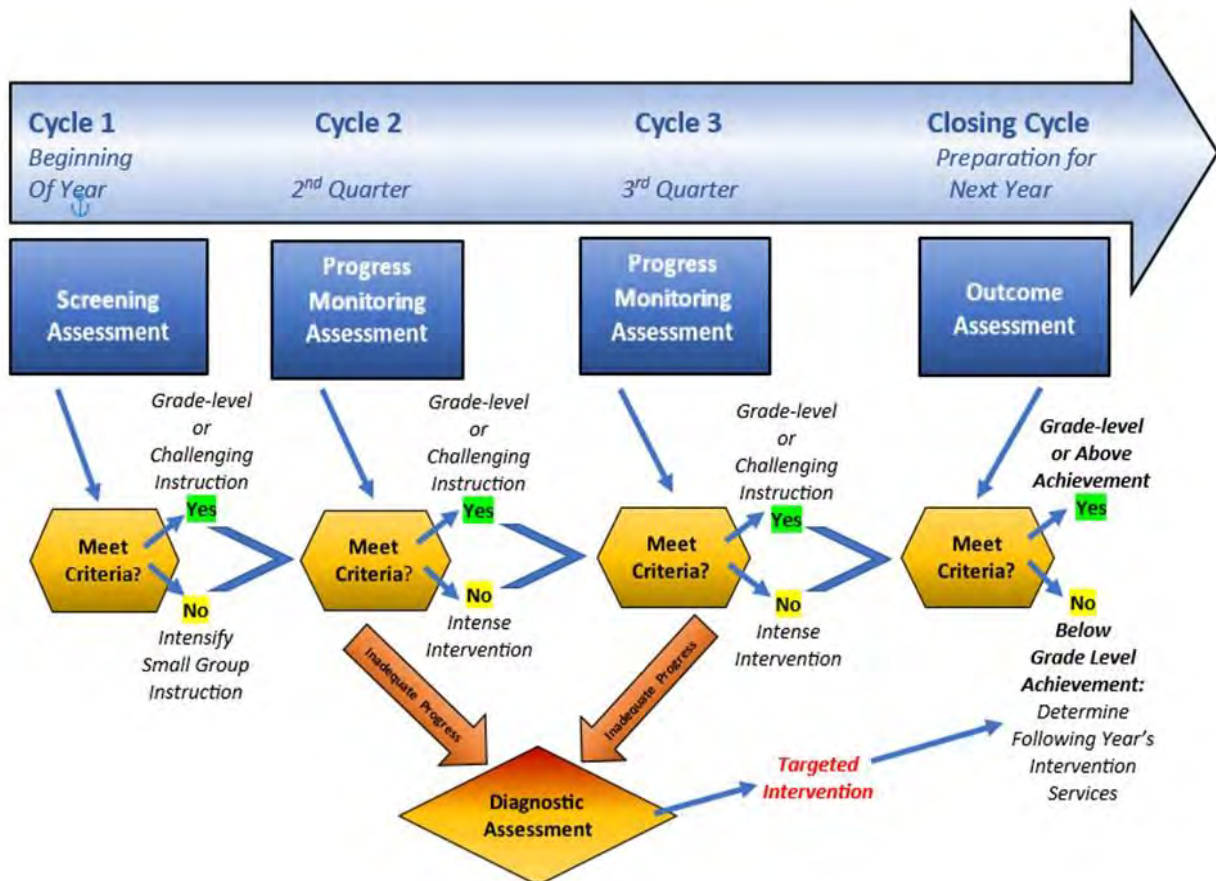 Cycle 1
Beginning
Of Year
Cycle 2
2nd Quarter
Cycle 3
3rd Quarter
Closing Cycle
Preparation for
Next Year
Screening
Assessment
Progress
Monitoring
Assessment
Progress
Monitoring
Assessment
Outcome
Assessment
Grade-level
or
Challenging
Instruction
Yes
Meet
Criteria?
No
Intensify
Small Group
Instruction
Grade-level
or
Challenging
Instruction
Yes
Meet
Criteria?
No
Intense
Intervention
Grade-level
or
Challenging
Instruction
Yes
Meet
Criteria?
No
Intense
Intervention
Grade-level
or Above
Achievement
Yes
Meet
Criteria?
No
Below
Grade Level
Achievement:
Determine
Following Year's
Intervention
Services
Inadequate Progress
Inadequate Progress
Diagnostic
Assessment
Targeted
Intervention